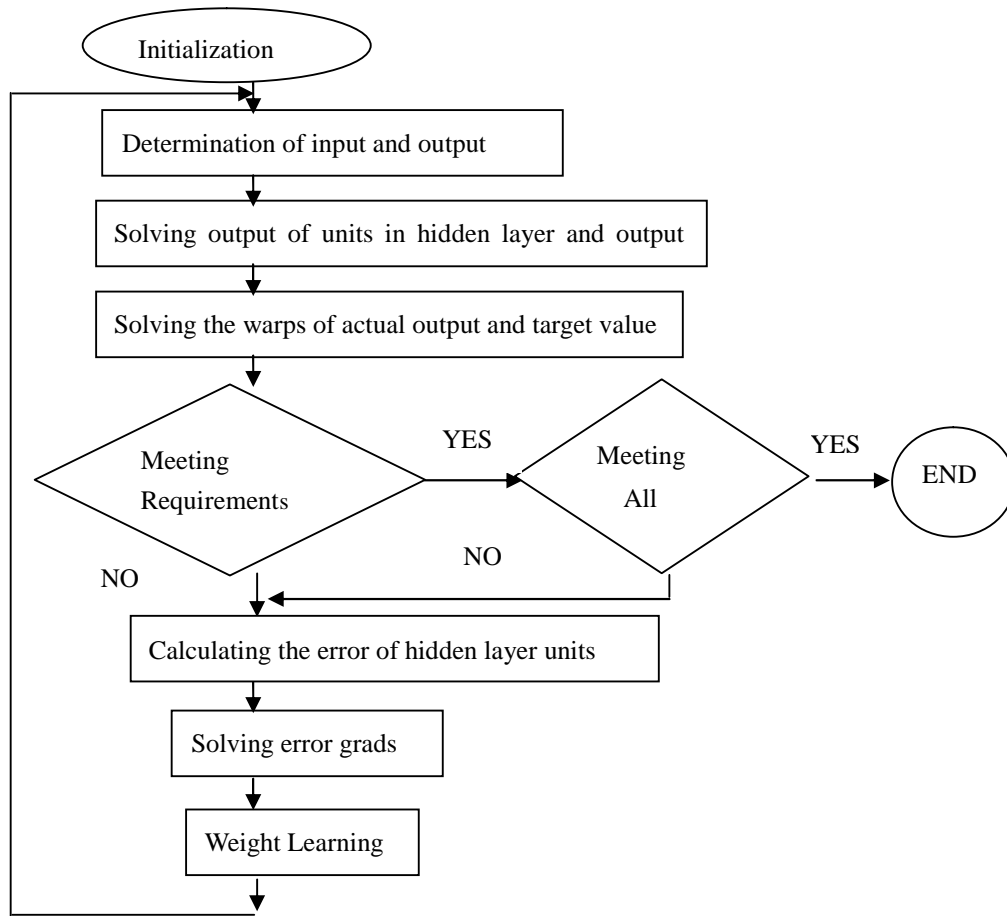 Initialization
Determination of input and output
Solving output of units in hidden layer and output
Solving the warps of actual output and target value
Meeting
Requirements
YES
Meeting
All
YES
END
NO
NO
Calculating the error of hidden layer units
Solving error grads
Weight Learning